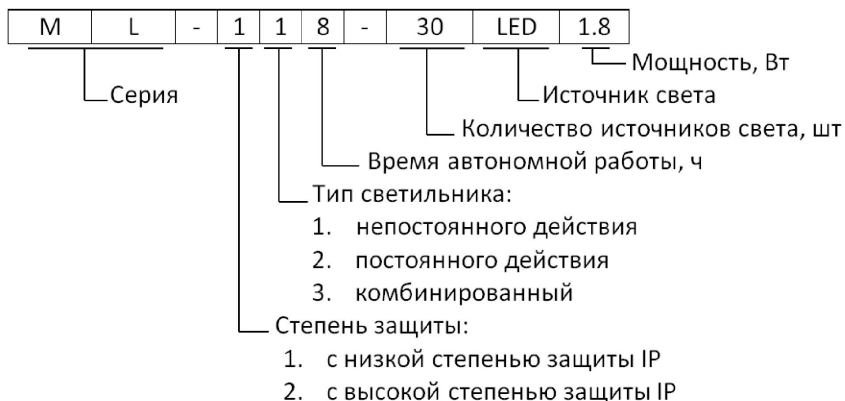 M L - 1 1 8 - 30 LED 1.8
Мощность, Вт
Серия
Источник света
Количество источников света, шт
Время автономной работы, ч
Тип светильника:
1. непостоянного действия
2. постоянного действия
3. комбинированный
Степень защиты:
1. с низкой степенью защиты IP
2. с высокой степенью защиты IP